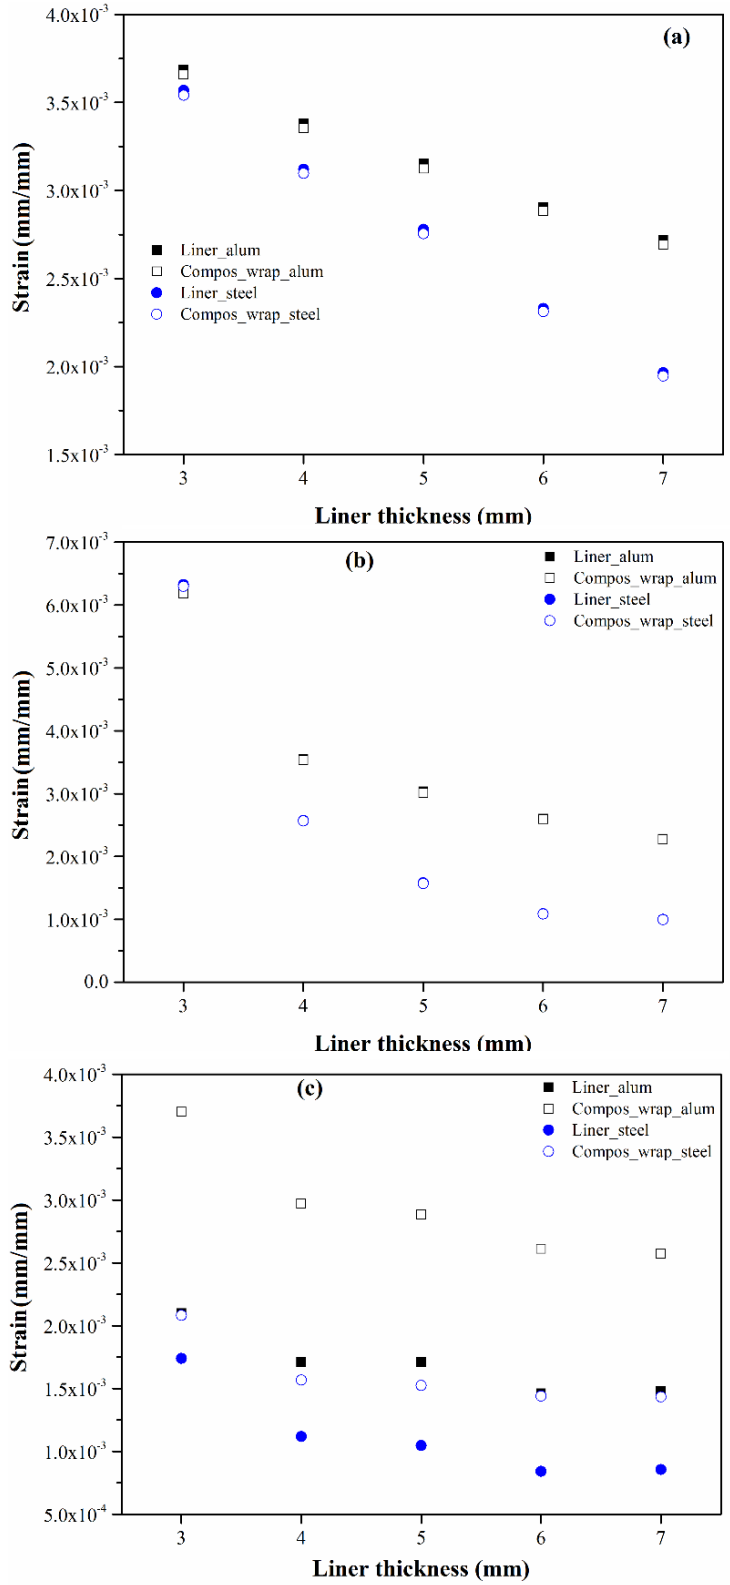 (a)
Strain (mm/mm)
4.0x10⁻³
3.5x10⁻³
3.0x10⁻³
2.5x10⁻³
2.0x10⁻³
1.5x10⁻³
Liner_alum
Compos_wrap_alum
Liner_steel
Compos_wrap_steel
3 4 5 6 7
Liner thickness (mm)
(b)
Strain (mm/mm)
7.0x10⁻³
6.0x10⁻³
5.0x10⁻³
4.0x10⁻³
3.0x10⁻³
2.0x10⁻³
1.0x10⁻³
0.0
Liner_alum
Compos_wrap_alum
Liner_steel
Compos_wrap_steel
3 4 5 6 7
Liner thickness (mm)
(c)
Strain (mm/mm)
4.0x10⁻³
3.5x10⁻³
3.0x10⁻³
2.5x10⁻³
2.0x10⁻³
1.5x10⁻³
1.0x10⁻³
5.0x10⁻⁴
Liner_alum
Compos_wrap_alum
Liner_steel
Compos_wrap_steel
3 4 5 6 7
Liner thickness (mm)